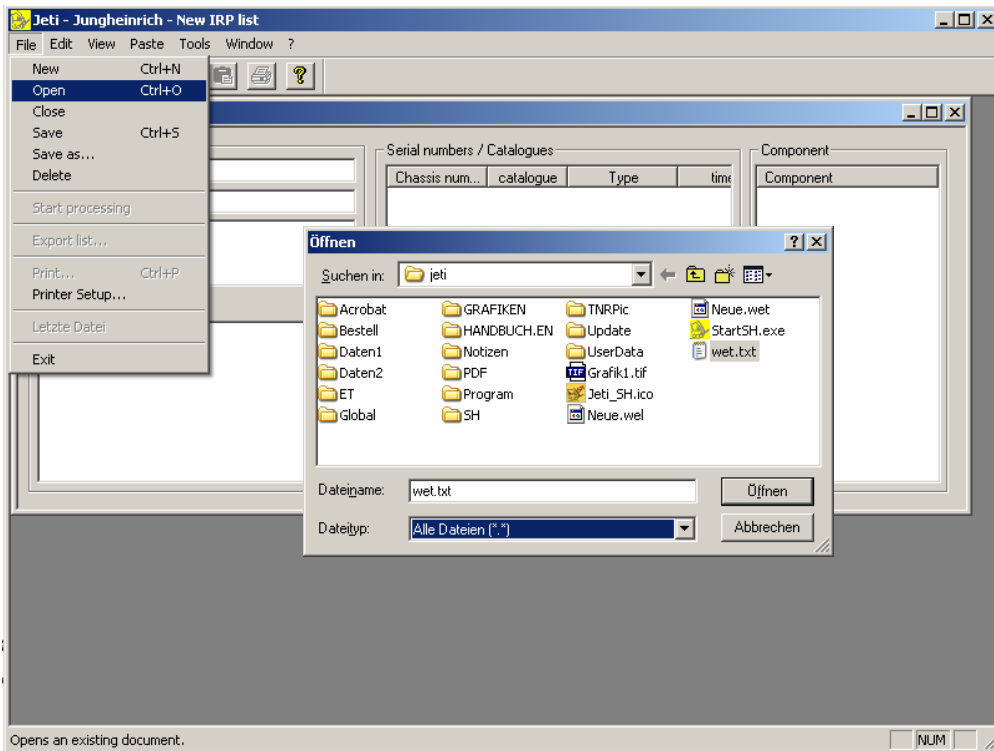 Jeti - Jungheinrich - New IRP list
File Edit View Paste Tools Window ?
New Ctrl+N
Open Ctrl+O
Close
Save Ctrl+S
Save as...
Delete
Start processing
Export list...
Print... Ctrl+P
Printer Setup...
Letzte Datei
Exit
Serial numbers / Catalogues
Chassis num... catalogue Type time
Component
Component
Öffnen
Suchen in: jeti
Acrobat GRAFIKEN TNRPic Neue.wet
Bestell HANDBUCH.EN Update StartSH.exe
Daten1 Notizen UserData wet.txt
Daten2 PDF Grafik1.tif
ET Program Jeti_SH.ico
Global SH Neue.wel
Dateiname: wet.txt Öffnen
Dateityp: Alle Dateien (*.*) Abbrechen
Opens an existing document. NUM